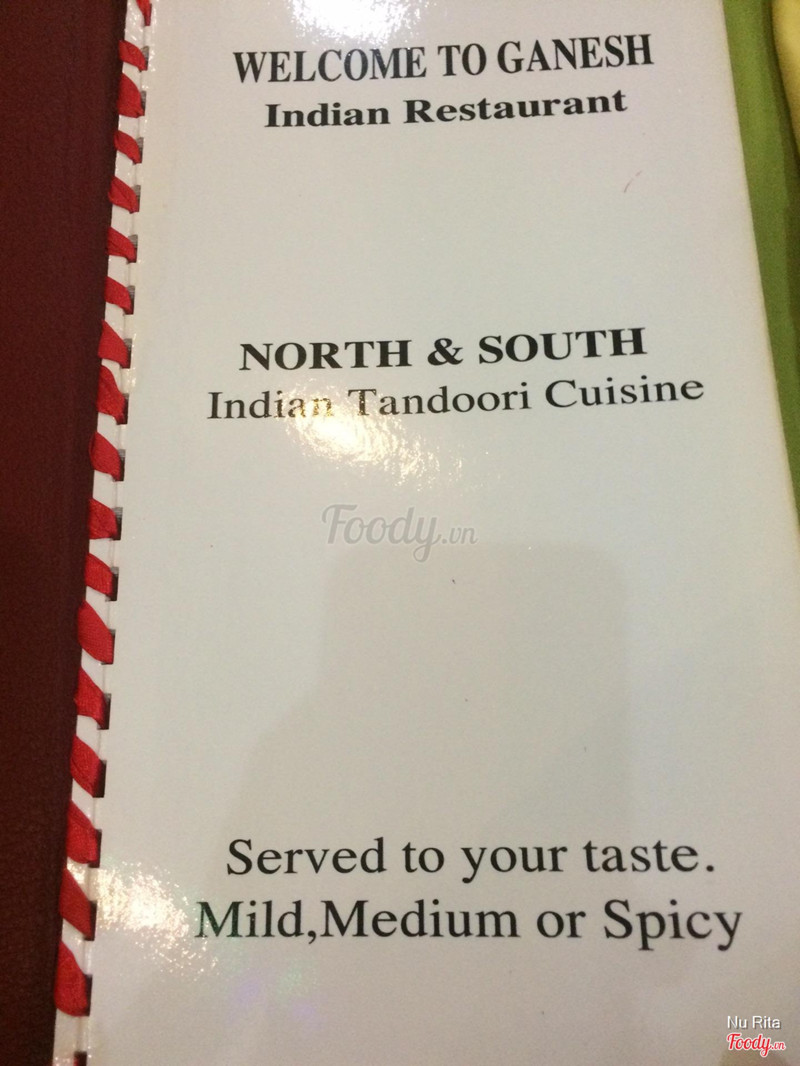 WELCOME TO GANESH
Indian Restaurant
NORTH & SOUTH
Indian Tandoori Cuisine
Foody.vn
Served to your taste.
Mild,Medium or Spicy
Nu Rita
Foody.vn